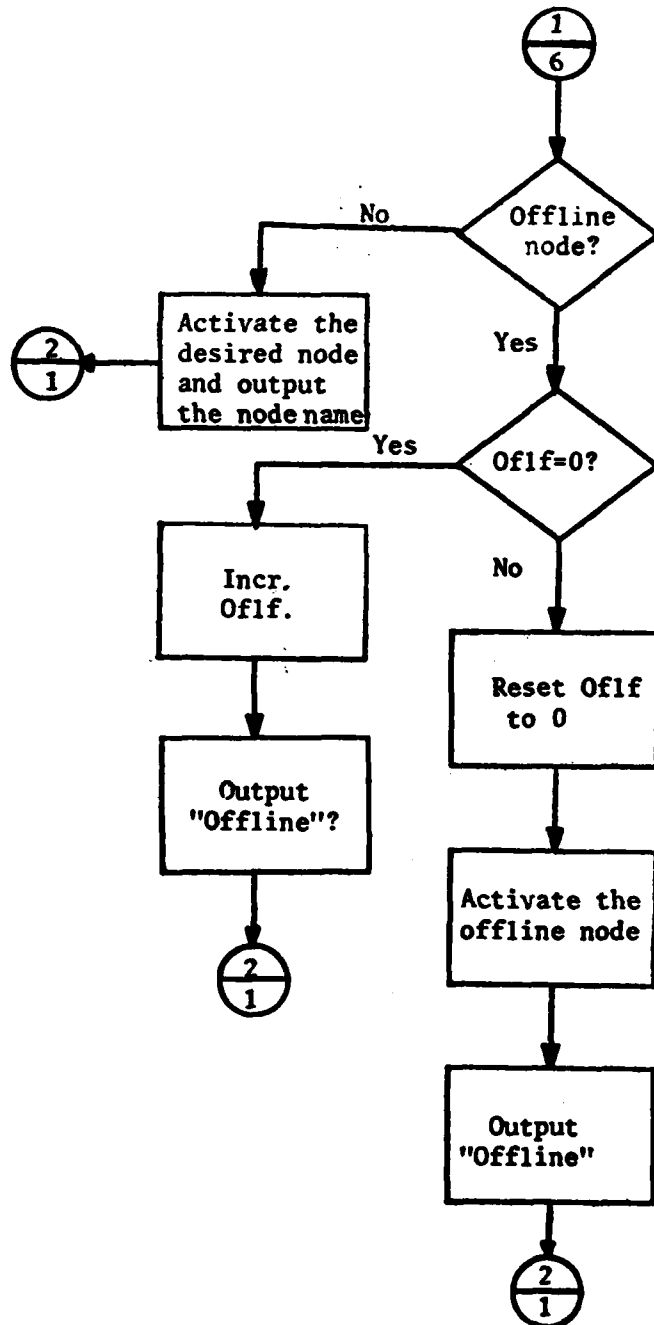 1
6
Offline
node?
No
Yes
Activate the
desired node
and output
the node name
2
1
Oflf=0?
Yes
No
Incr.
Oflf.
Output
"Offline"?
2
1
Reset Oflf
to 0
Activate the
offline node
Output
"Offline"
2
1